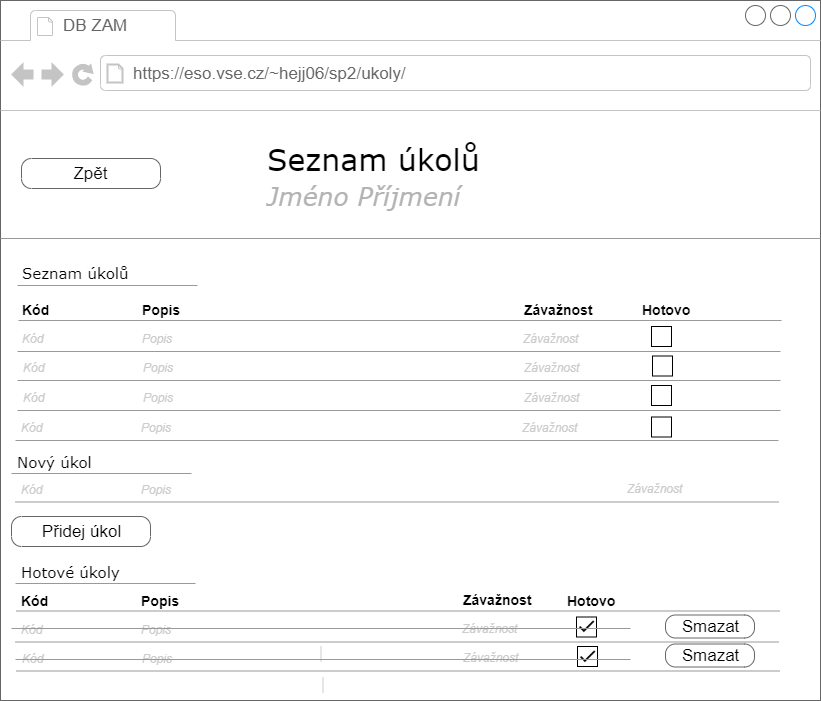 DB ZAM
https://eso.vse.cz/~hejj06/sp2/ukoly/
Zpět
Seznam úkolů
Jméno Příjmení
Seznam úkolů
Kód Popis Závažnost Hotovo
Kód Popis Závažnost
Kód Popis Závažnost
Kód Popis Závažnost
Kód Popis Závažnost
Nový úkol
Kód Popis Závažnost
Přidej úkol
Hotové úkoly
Kód Popis Závažnost Hotovo
Kód Popis Závažnost Smazat
Kód Popis Závažnost Smazat